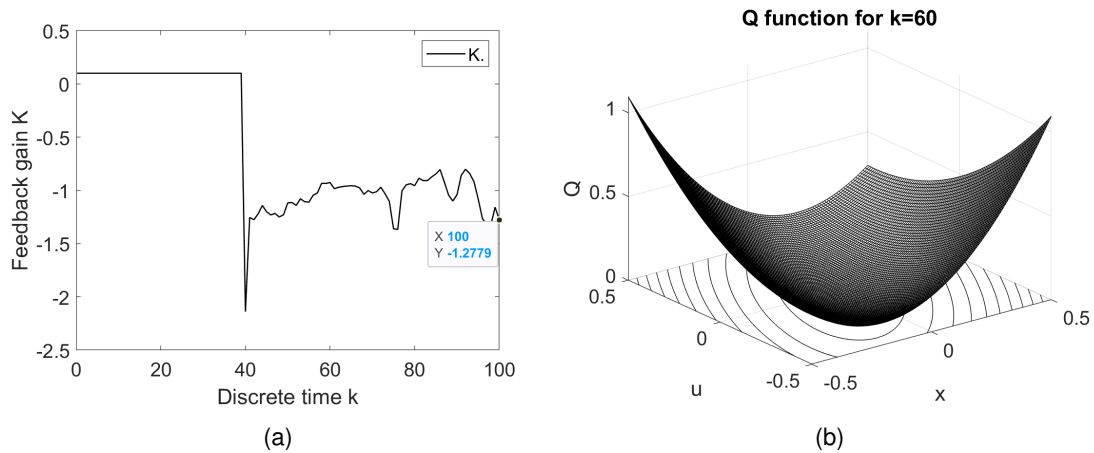 Q function for k=60
0.5
0
-0.5
-1
-1.5
-2
-2.5
Feedback gain K
K.
X 100
Y -1.2779
0
20
40
60
80
100
Discrete time k
(a)
1
0.5
0
Q
0.5
0
-0.5
u
-0.5
0
0.5
x
(b)